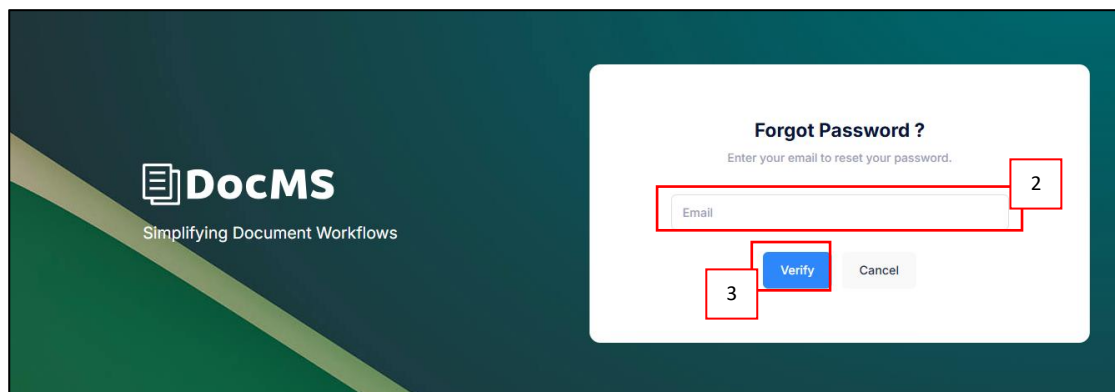 DocMS
Simplifying Document Workflows
Forgot Password ?
Enter your email to reset your password.
2
Email
Verify
Cancel
3